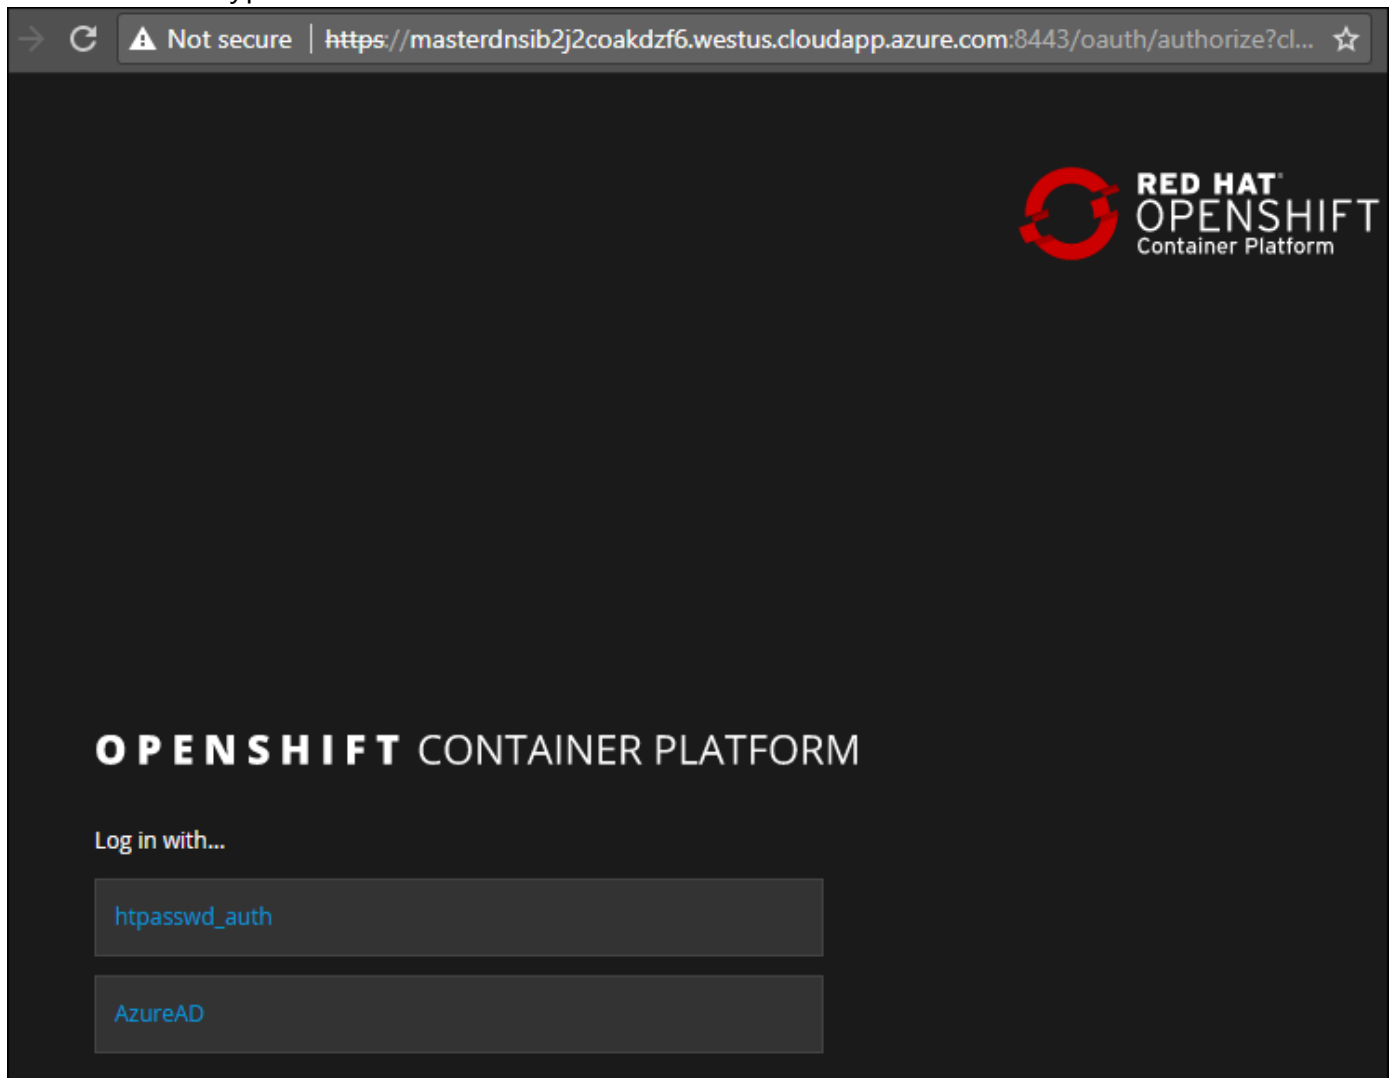 Not secure | https://masterdnsib2j2coakdzf6.westus.cloudapp.azure.com:8443/oauth/authorize?cl...
RED HAT
OPENSHIFT
Container Platform
OPENSHIFT CONTAINER PLATFORM
Log in with...
htpasswd_auth
AzureAD